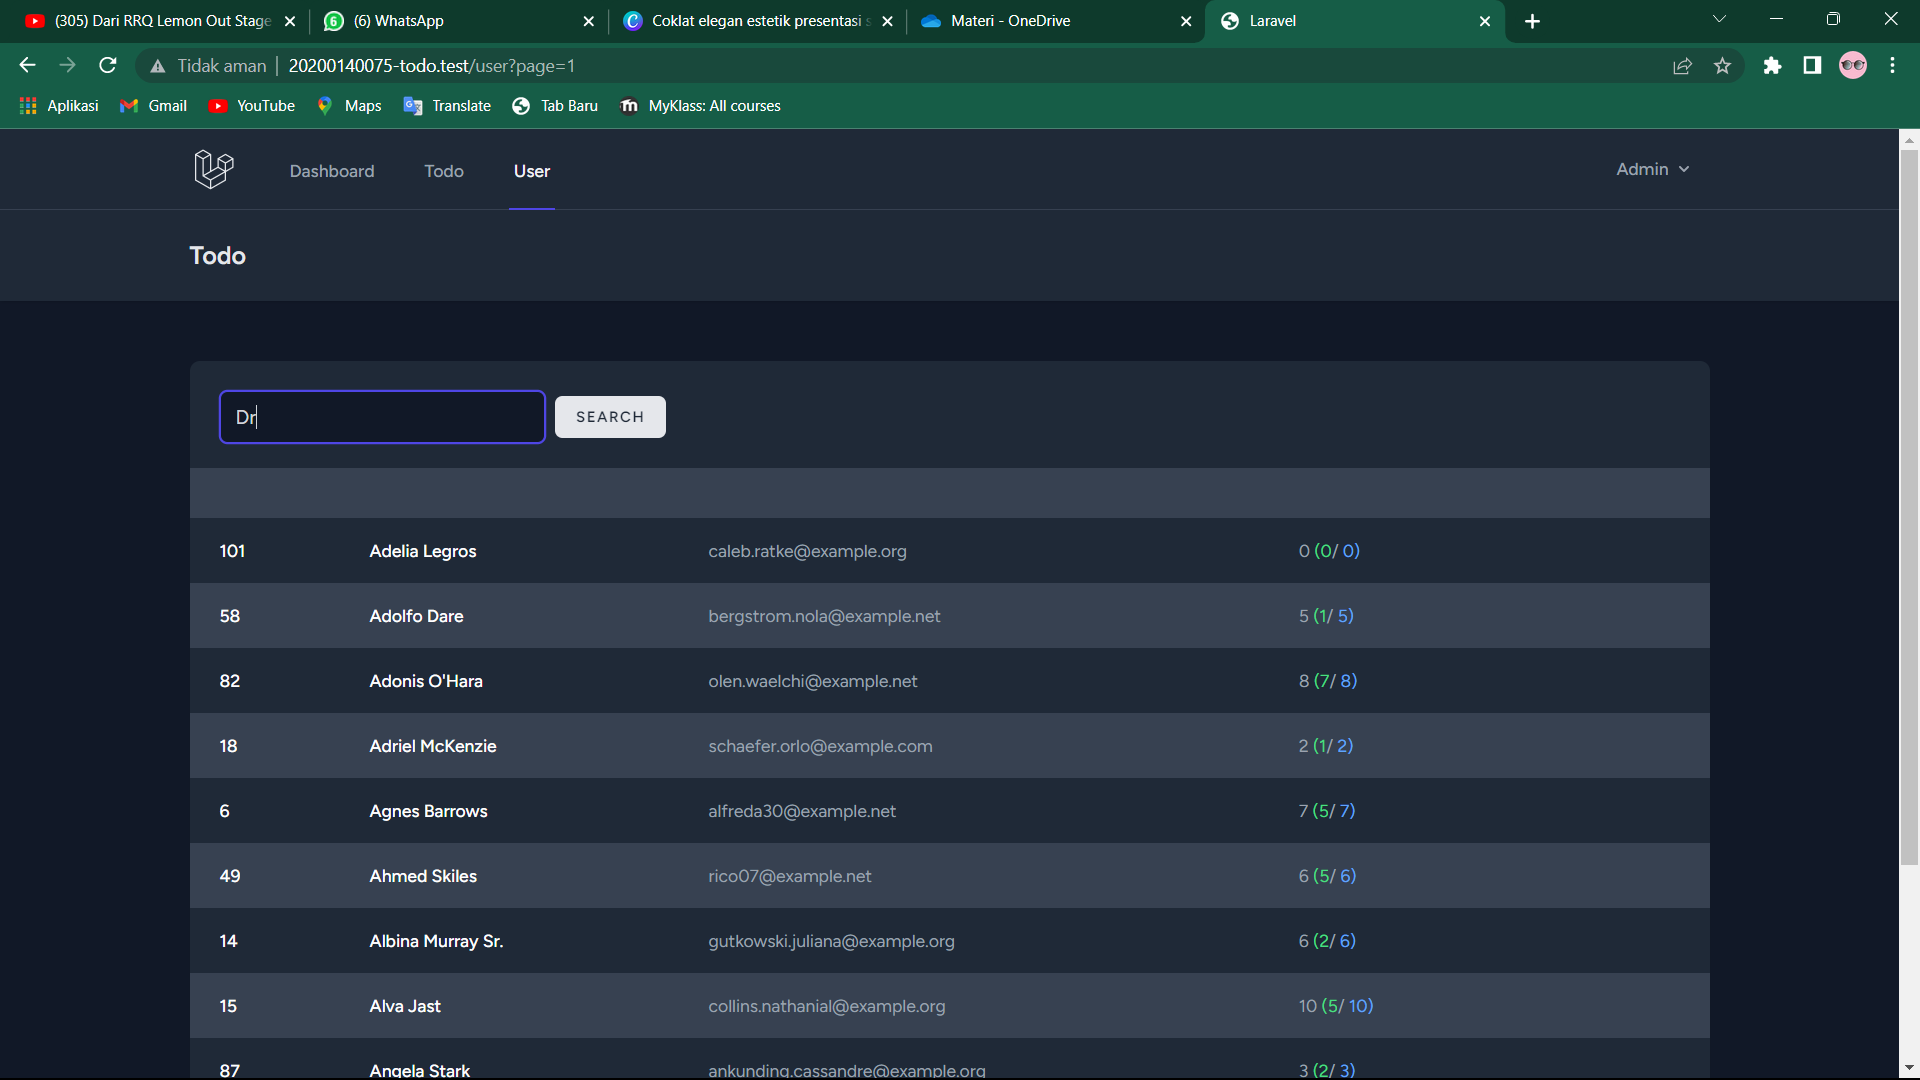 (305) Dari RRQ Lemon Out Stage
(6) WhatsApp
Coklat elegan estetik presentasi s
Materi - OneDrive
Laravel
Tidak aman
20200140075-todo.test/user?page=1
Aplikasi
Gmail
YouTube
Maps
Translate
Tab Baru
MyKlass: All courses
Dashboard
Todo
User
Admin
Todo
Dr
SEARCH
101 Adelia Legros caleb.ratke@example.org 0 (0/ 0)
58 Adolfo Dare bergstrom.nola@example.net 5 (1/ 5)
82 Adonis O'Hara olen.waelchi@example.net 8 (7/ 8)
18 Adriel McKenzie schaefer.orlo@example.com 2 (1/ 2)
6 Agnes Barrows alfreda30@example.net 7 (5/ 7)
49 Ahmed Skiles rico07@example.net 6 (5/ 6)
14 Albina Murray Sr. gutkowski.juliana@example.org 6 (2/ 6)
15 Alva Jast collins.nathanial@example.org 10 (5/ 10)
87 Angela Stark ankunding.cassandre@example.org 3 (2/ 3)